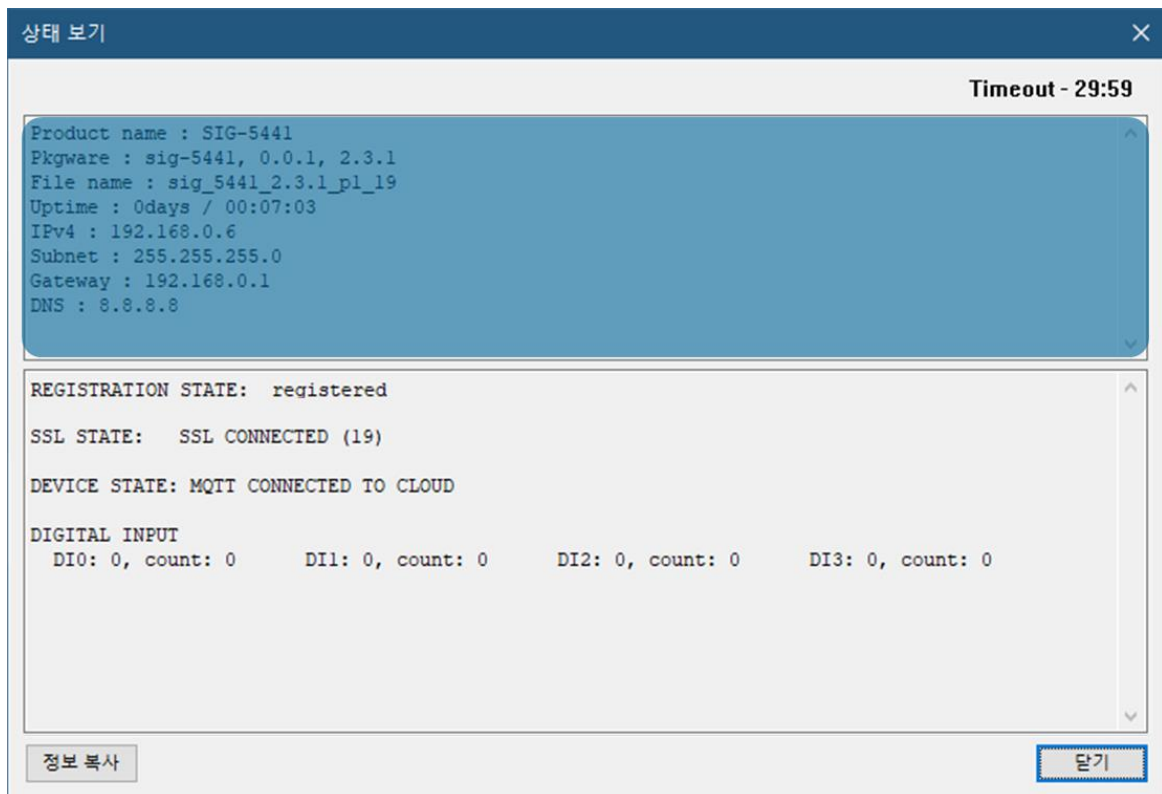 상태 보기
Timeout - 29:59
Product name : SIG-5441
Pkgware : sig-5441, 0.0.1, 2.3.1
File name : sig_5441_2.3.1_p1_19
Uptime : 0days / 00:07:03
IPv4 : 192.168.0.6
Subnet : 255.255.255.0
Gateway : 192.168.0.1
DNS : 8.8.8.8
REGISTRATION STATE: registered
SSL STATE: SSL CONNECTED (19)
DEVICE STATE: MQTT CONNECTED TO CLOUD
DIGITAL INPUT
DI0: 0, count: 0 DI1: 0, count: 0 DI2: 0, count: 0 DI3: 0, count: 0
정보 복사 닫기